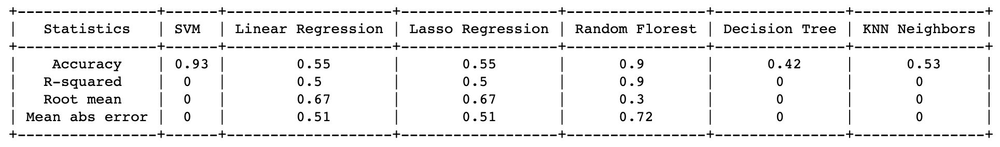 +----------------+------+--------------------+-------------------+----------------+---------------+---------------+
|   Statistics   | SVM  | Linear Regression | Lasso Regression | Random Florest | Decision Tree | KNN Neighbors |
+----------------+------+--------------------+-------------------+----------------+---------------+---------------+
|    Accuracy    | 0.93 |        0.55       |       0.55       |      0.9       |      0.42     |      0.53     |
|   R-squared    |  0   |        0.5        |       0.5        |      0.9       |       0       |       0       |
|   Root mean    |  0   |        0.67       |       0.67       |      0.3       |       0       |       0       |
| Mean abs error |  0   |        0.51       |       0.51       |      0.72      |       0       |       0       |
+----------------+------+--------------------+-------------------+----------------+---------------+---------------+